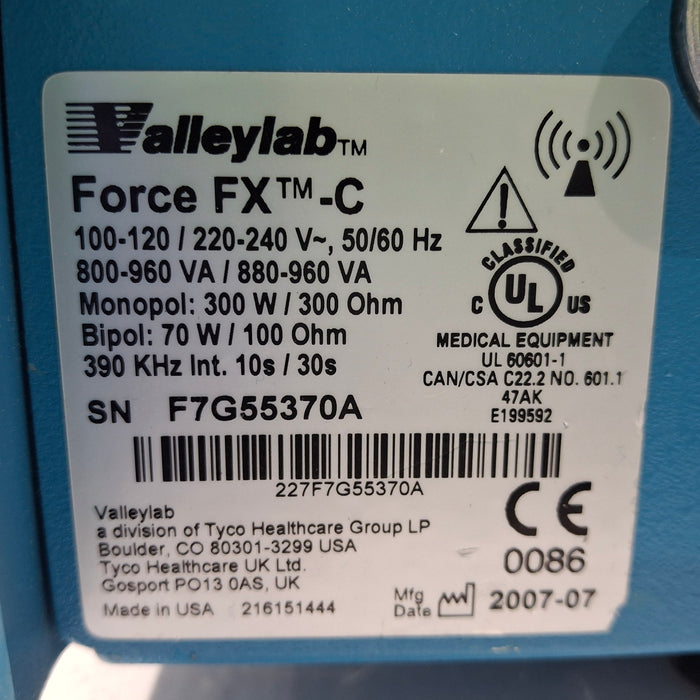 Valleylab™
Force FX™-C
100-120 / 220-240 V~, 50/60 Hz
800-960 VA / 880-960 VA
Monopol: 300 W / 300 Ohm
Bipol: 70 W / 100 Ohm
390 KHz Int. 10s / 30s
SN F7G55370A
227F7G55370A
CLASSIFIED
C UL US
MEDICAL EQUIPMENT
UL 60601-1
CAN/CSA C22.2 NO. 601.1
47AK
E199592
Valleylab
a division of Tyco Healthcare Group LP
Boulder, CO 80301-3299 USA
Tyco Healthcare UK Ltd.
Gosport PO13 0AS, UK
Made in USA 216151444
CE
0086
Mfg Date 2007-07